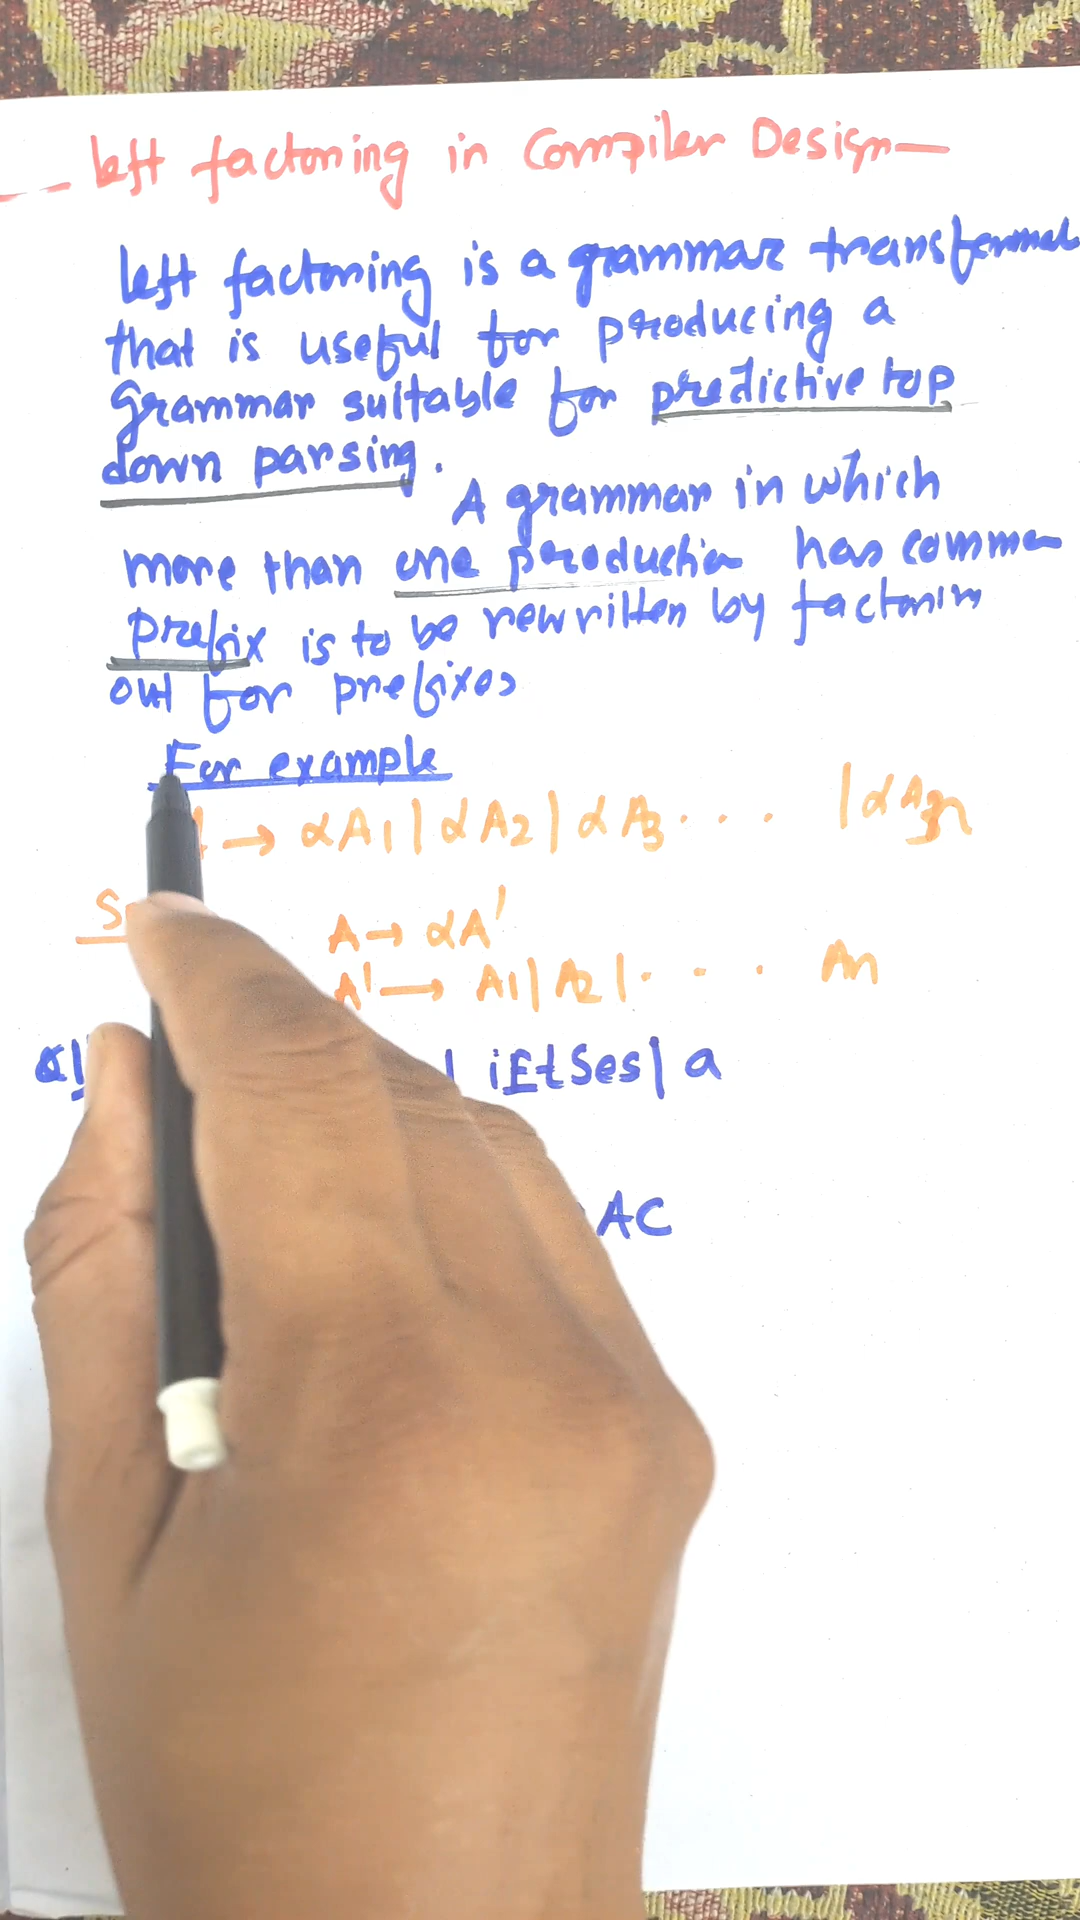 left factoring in Compiler Design
left factoring is a grammar transformat
that is useful for producing a
Grammar suitable for predictive top
down parsing.
A grammar in which
more than one production has common
prefix is to be rewritten by factoring
out for prefixes
For example
→ αA1 | αA2 | αA3 . . . . | αAn
A → αA'
A' → A1 | A2 | . . . An
| iEtSes | a
AC